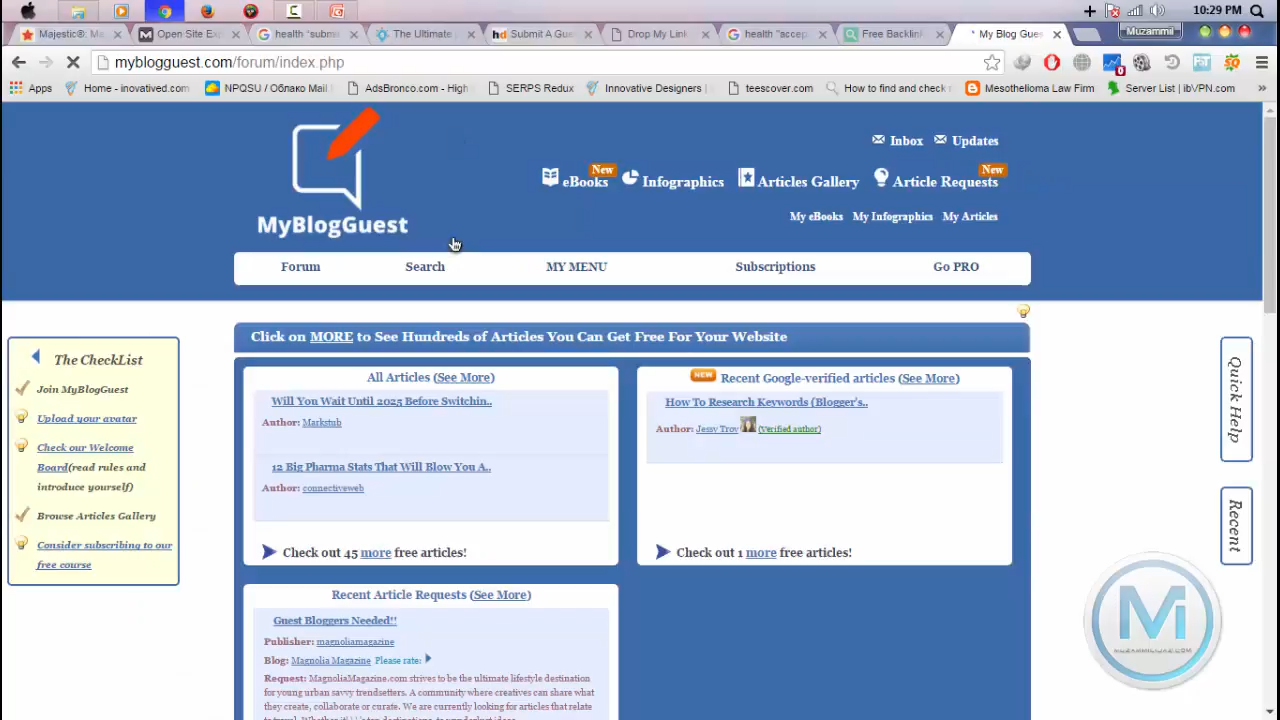 10:29 PM
Majestic®: Ma
Open Site Exp
health "submi
The Ultimate
Submit A Gue
Drop My Link
health "accep
Free Backlink
My Blog Gues
Muzammil
myblogguest.com/forum/index.php
Apps
Home - inovatived.com
NPQSU / Облако Mail
AdsBronze.com - High
SERPS Redux
Innovative Designers
teescover.com
How to find and check
Mesothelioma Law Firm
Server List | ibVPN.com
Inbox Updates
eBooks New Infographics Articles Gallery Article Requests New
My eBooks My Infographics My Articles
MyBlogGuest
Forum Search MY MENU Subscriptions Go PRO
Click on MORE to See Hundreds of Articles You Can Get Free For Your Website
The CheckList
Join MyBlogGuest
Upload your avatar
Check our Welcome
Board(read rules and
introduce yourself)
Browse Articles Gallery
Consider subscribing to our
free course
All Articles (See More)
Will You Wait Until 2025 Before Switchin..
Author: Markstub
12 Big Pharma Stats That Will Blow You A..
Author: connectiveweb
Check out 45 more free articles!
NEW Recent Google-verified articles (See More)
How To Research Keywords (Blogger's..
Author: Jessy Troy (Verified author)
Check out 1 more free articles!
Recent Article Requests (See More)
Guest Bloggers Needed!!
Publisher: magnoliamagazine
Blog: Magnolia Magazine Please rate:
Request: MagnoliaMagazine.com strives to be the ultimate lifestyle destination
for young urban savvy trendsetters. A community where creatives can share what
they create, collaborate or curate. We are currently looking for articles that relate
Quick Help
Recent
MUZAMMILIJAZ.COM